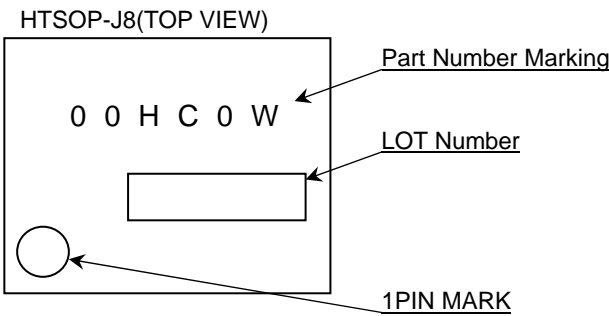 HTSOP-J8(TOP VIEW)
Part Number Marking
0 0 H C 0 W
LOT Number
1PIN MARK